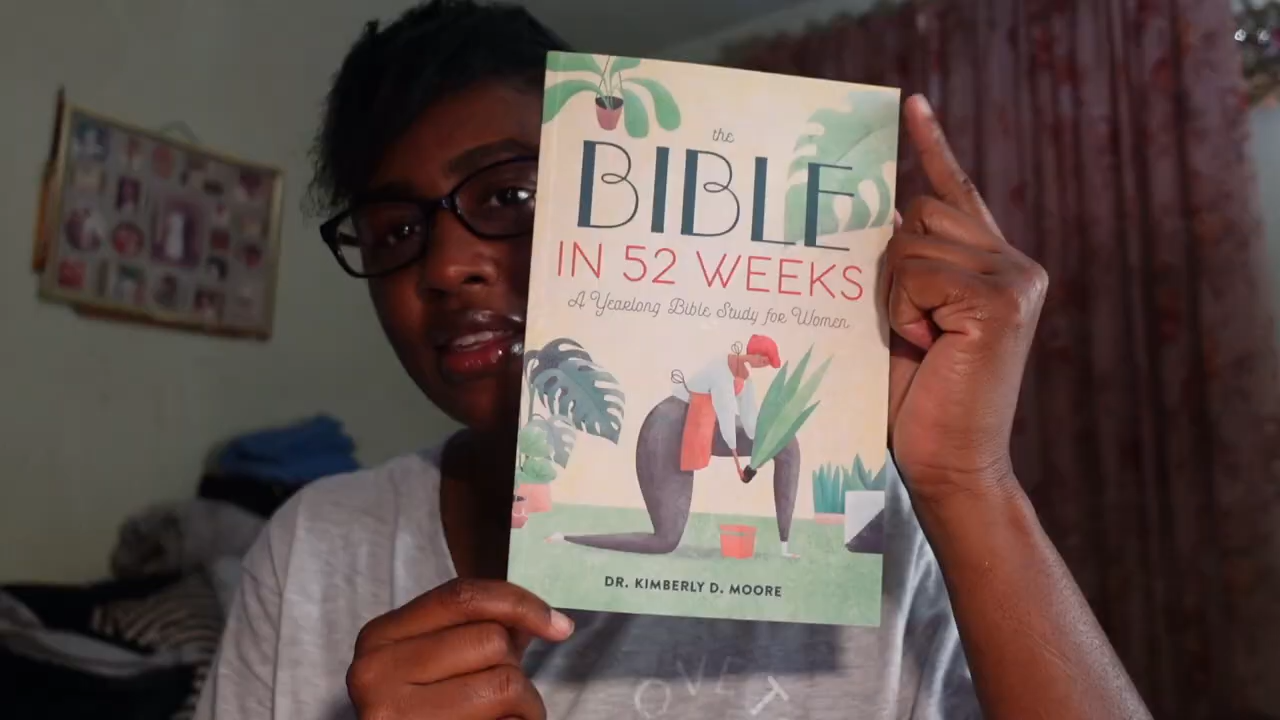 the
BIBLE
IN 52 WEEKS
A Yearlong Bible Study for Women
DR. KIMBERLY D. MOORE